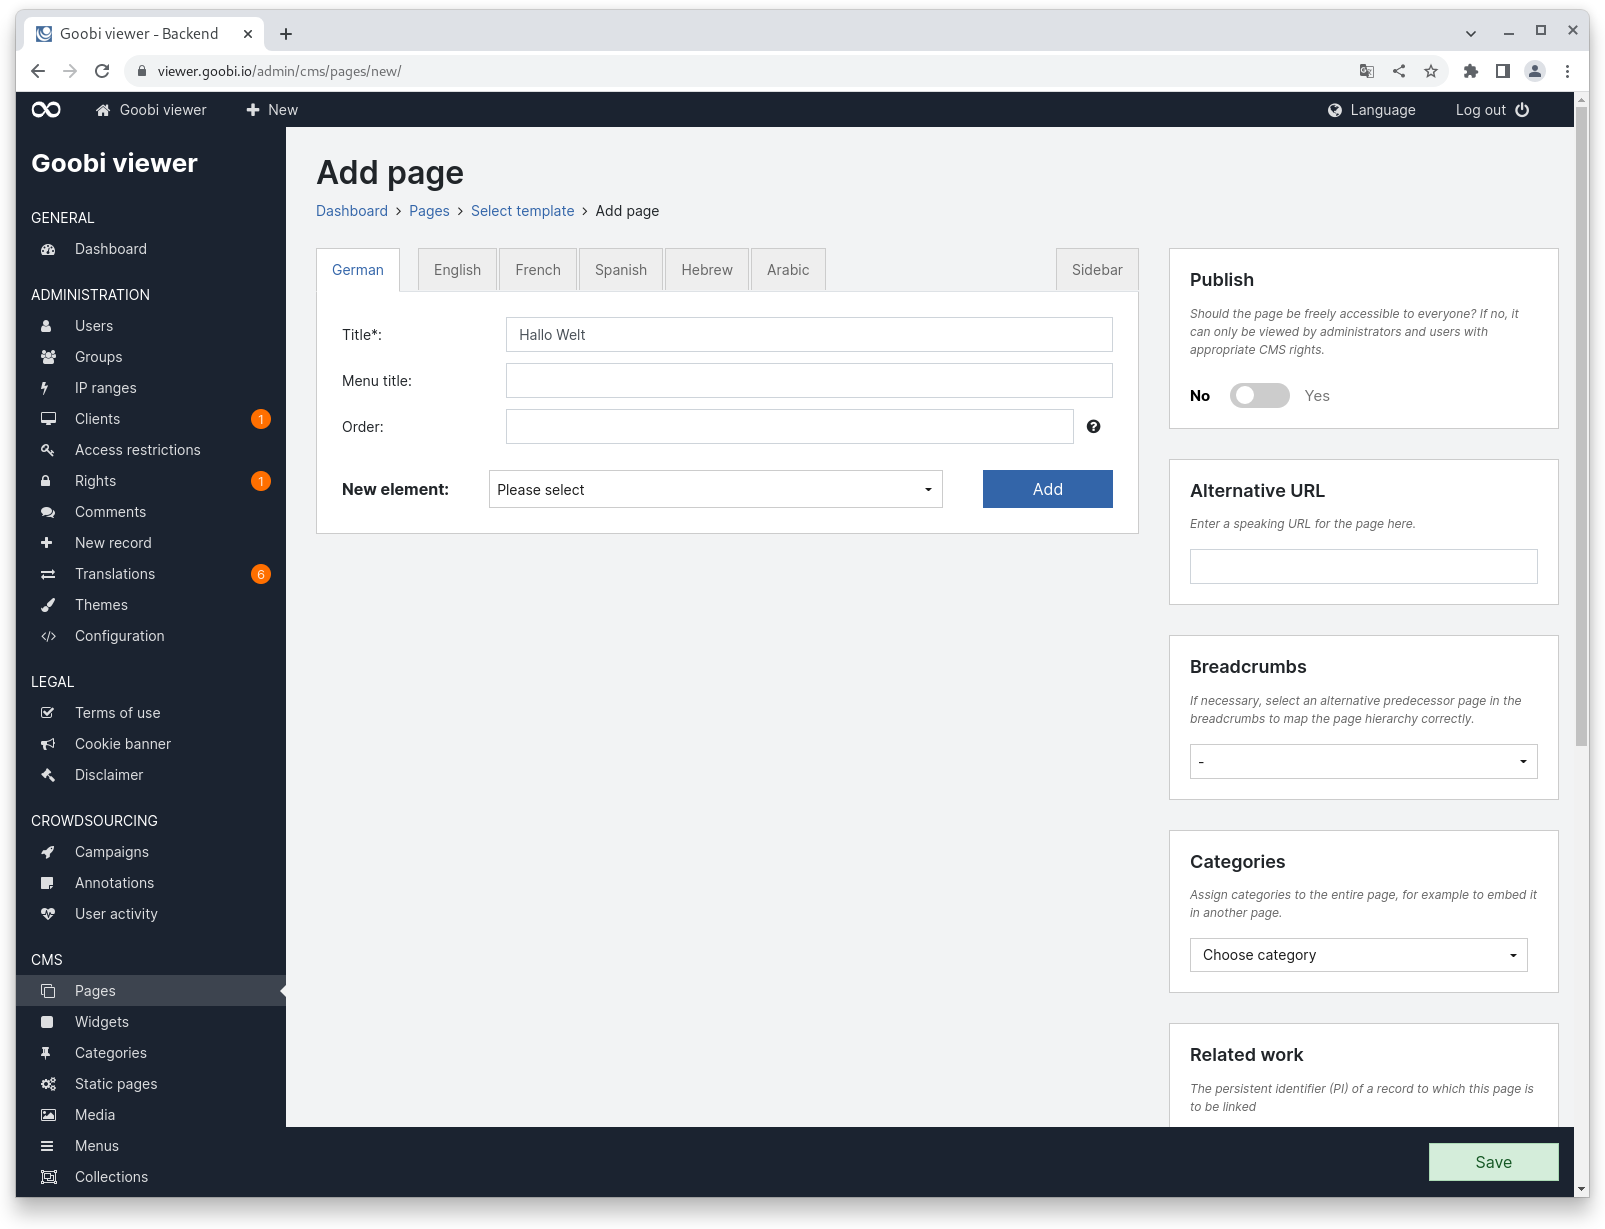 Goobi viewer - Backend
viewer.goobi.io/admin/cms/pages/new/
Goobi viewer
New
Language
Log out
Goobi viewer
GENERAL
Dashboard
ADMINISTRATION
Users
Groups
IP ranges
Clients 1
Access restrictions
Rights 1
Comments
New record
Translations 6
Themes
Configuration
LEGAL
Terms of use
Cookie banner
Disclaimer
CROWDSOURCING
Campaigns
Annotations
User activity
CMS
Pages
Widgets
Categories
Static pages
Media
Menus
Collections
Add page
Dashboard > Pages > Select template > Add page
German English French Spanish Hebrew Arabic Sidebar
Title*: Hallo Welt
Menu title:
Order: ?
New element: Please select Add
Publish
Should the page be freely accessible to everyone? If no, it
can only be viewed by administrators and users with
appropriate CMS rights.
No Yes
Alternative URL
Enter a speaking URL for the page here.
Breadcrumbs
If necessary, select an alternative predecessor page in the
breadcrumbs to map the page hierarchy correctly.
-
Categories
Assign categories to the entire page, for example to embed it
in another page.
Choose category
Related work
The persistent identifier (PI) of a record to which this page is
to be linked
Save